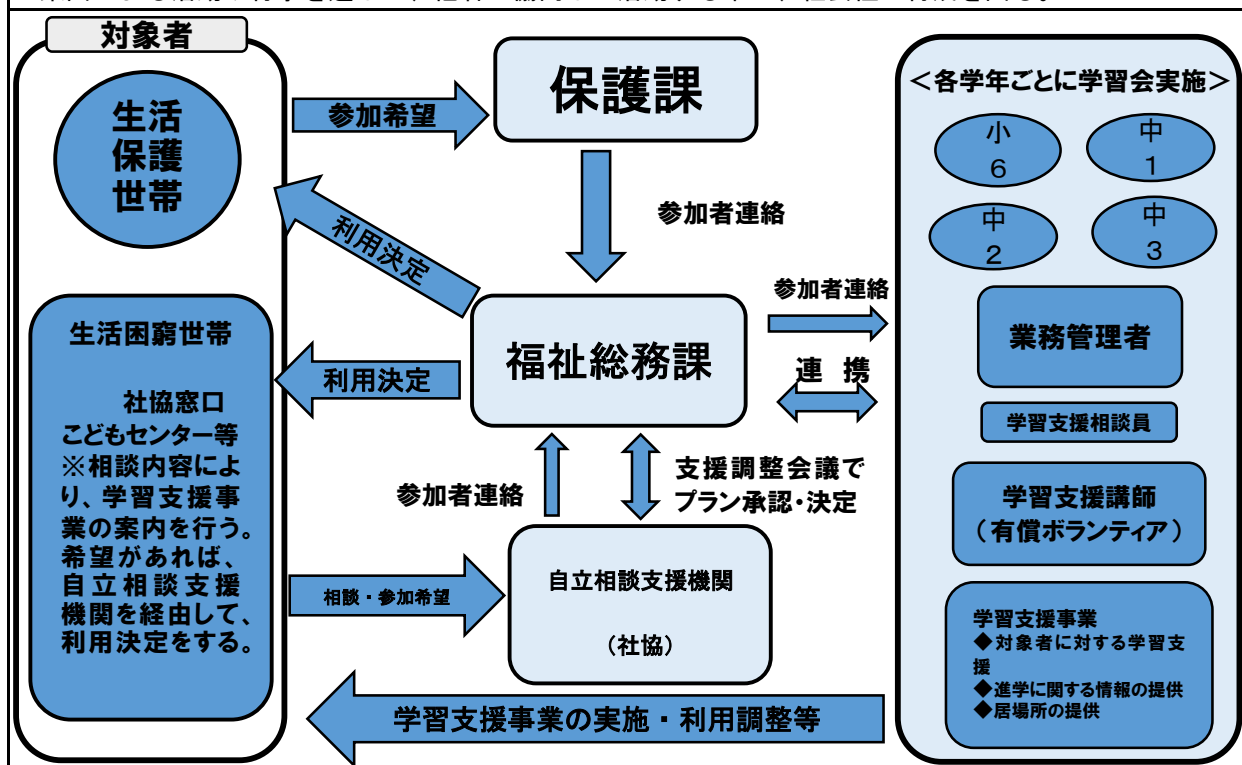 対象者
生活
保護
世帯
参加希望
保護課
参加者連絡
利用決定
福祉総務課
利用決定
生活困窮世帯
社協窓口
こどもセンター等
※相談内容によ
り、学習支援事
業の案内を行う。
希望があれば、
自立相談支援
機関を経由して、
利用決定をする。
参加者連絡
支援調整会議で
プラン承認・決定
相談・参加希望
自立相談支援機関
（社協）
参加者連絡
連 携
学習支援事業の実施・利用調整等
＜各学年ごとに学習会実施＞
小
6
中
1
中
2
中
3
業務管理者
学習支援相談員
学習支援講師
（有償ボランティア）
学習支援事業
◆対象者に対する学習支
援
◆進学に関する情報の提供
◆居場所の提供